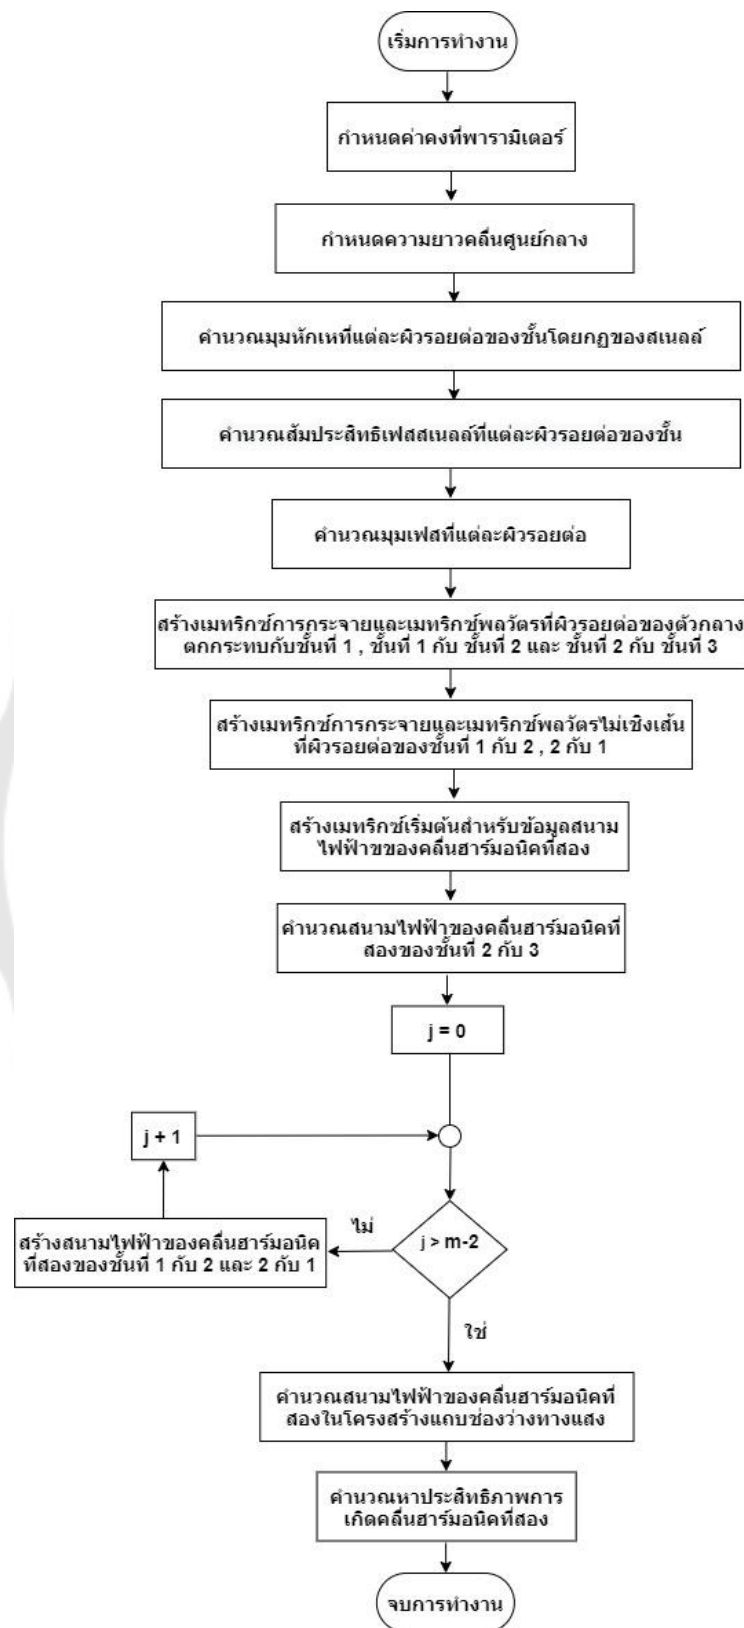 เริ่มการทำงาน
กำหนดค่าคงที่พารามิเตอร์
กำหนดความยาวคลื่นศูนย์กลาง
คำนวณมุมหักเหที่แต่ละผิวรอยต่อของชั้นโดยกฏของสเนลล์
คำนวณสัมประสิทธิเฟสสเนลล์ที่แต่ละผิวรอยต่อของชั้น
คำนวณมุมเฟสที่แต่ละผิวรอยต่อ
สร้างเมทริกซ์การกระจายและเมทริกซ์พลวัตรที่ผิวรอยต่อของตัวกลาง
ตกกระทบกับชั้นที่ 1 , ชั้นที่ 1 กับ ชั้นที่ 2 และ ชั้นที่ 2 กับ ชั้นที่ 3
สร้างเมทริกซ์การกระจายและเมทริกซ์พลวัตรไม่เชิงเส้น
ที่ผิวรอยต่อของชั้นที่ 1 กับ 2 , 2 กับ 1
สร้างเมทริกซ์เริ่มต้นสำหรับข้อมูลสนาม
ไฟฟ้าขของคลื่นฮาร์มอนิคที่สอง
คำนวณสนามไฟฟ้าของคลื่นฮาร์มอนิคที่
สองของชั้นที่ 2 กับ 3
j = 0
j + 1
สร้างสนามไฟฟ้าของคลื่นฮาร์มอนิค
ที่สองของชั้นที่ 1 กับ 2 และ 2 กับ 1
ไม่
j > m-2
ใช่
คำนวณสนามไฟฟ้าของคลื่นฮาร์มอนิคที่
สองในโครงสร้างแถบช่องว่างทางแสง
คำนวณหาประสิทธิภาพการ
เกิดคลื่นฮาร์มอนิคที่สอง
จบการทำงาน